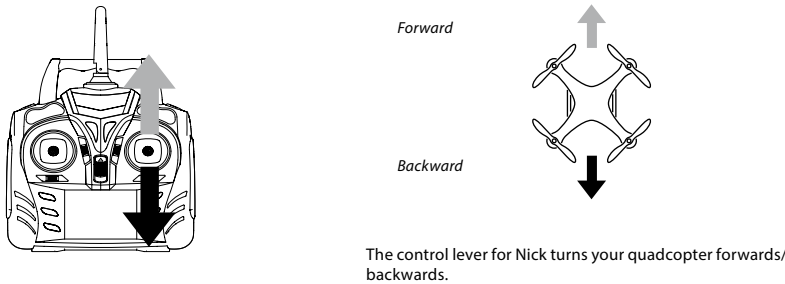 Forward
Backward
The control lever for Nick turns your quadcopter forwards/
backwards.